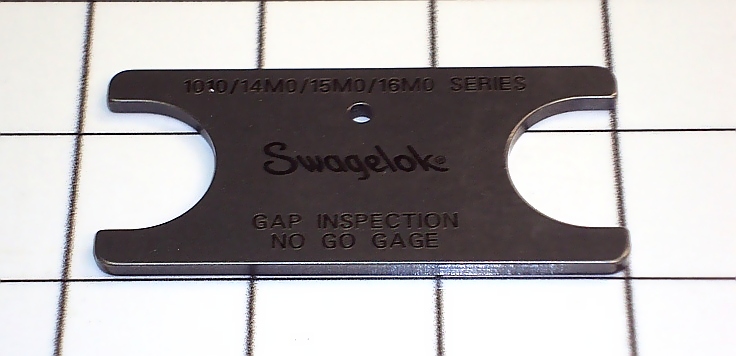 1010/14M0/15M0/16M0 SERIES
Swagelok®
GAP INSPECTION
NO GO GAGE